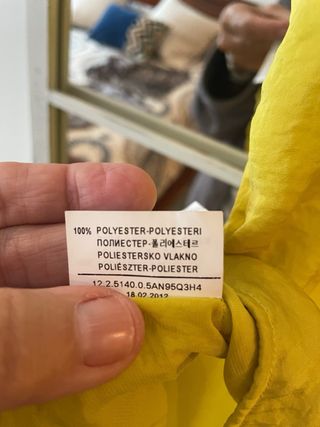 100% POLYESTER-POLYESTERI
ПОЛИЕСТЕР-폴리에스테르
POLIESTERSKO VLAKNO
POLIÉSZTER-POLIESTER
12.2.5140.0.5AN95Q3H4
18.02.2012